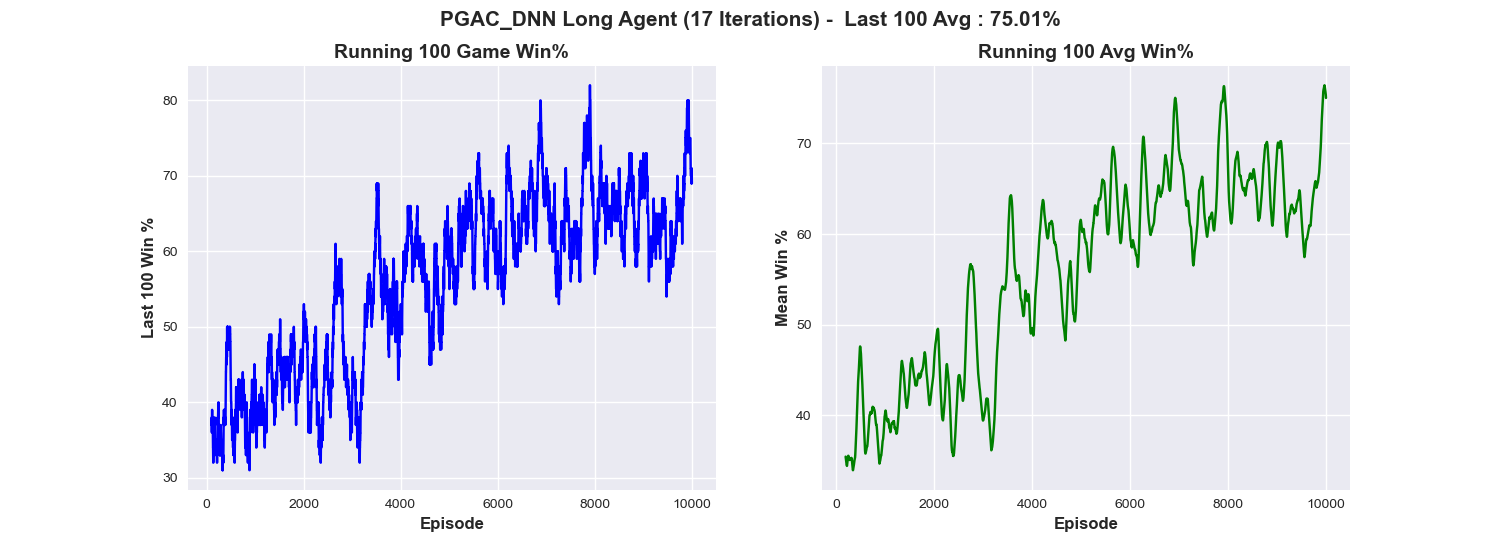 PGAC_DNN Long Agent (17 Iterations) -  Last 100 Avg : 75.01%
Running 100 Game Win%
Last 100 Win %
80
70
60
50
40
30
0 2000 4000 6000 8000 10000
Episode
Running 100 Avg Win%
Mean Win %
70
60
50
40
0 2000 4000 6000 8000 10000
Episode